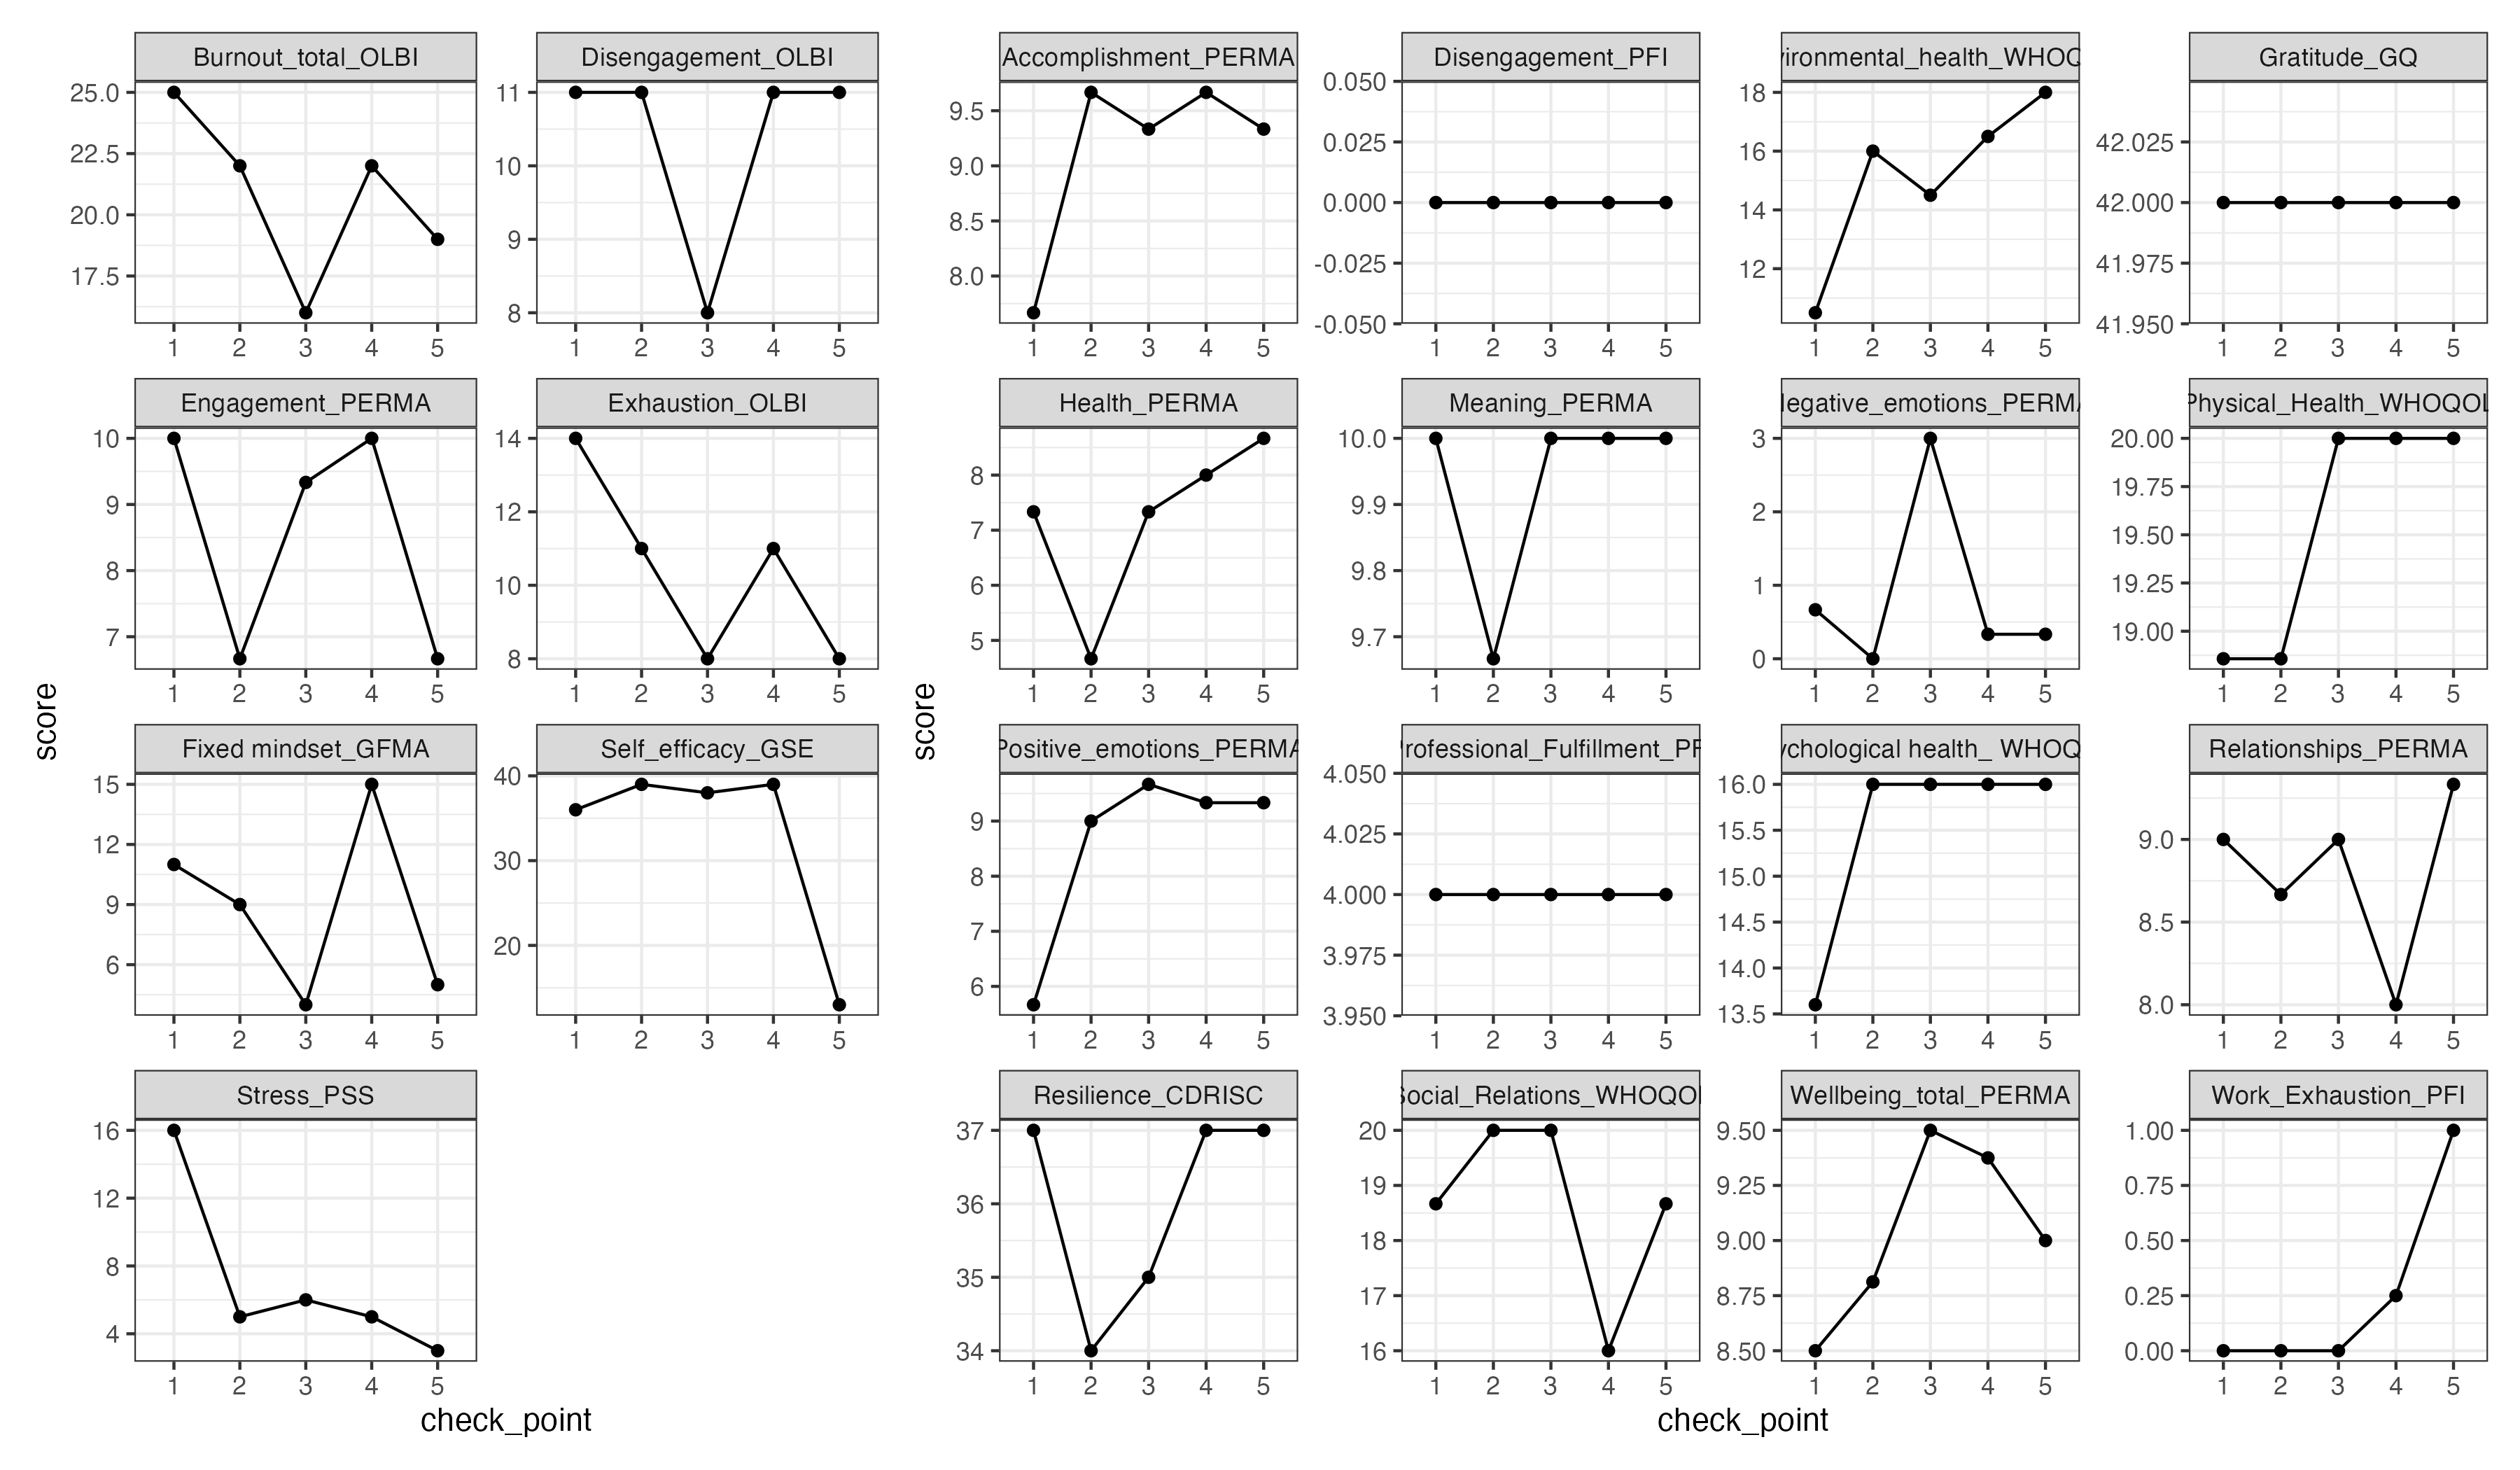 Burnout_total_OLBI
25.0
22.5
20.0
17.5
1 2 3 4 5
Disengagement_OLBI
11
10
9
8
1 2 3 4 5
Accomplishment_PERMA
9.5
9.0
8.5
8.0
1 2 3 4 5
Disengagement_PFI
0.050
0.025
0.000
-0.025
-0.050
1 2 3 4 5
vironmental_health_WHOQ
18
16
14
12
1 2 3 4 5
Gratitude_GQ
42.025
42.000
41.975
41.950
1 2 3 4 5
Engagement_PERMA
10
9
8
7
1 2 3 4 5
Exhaustion_OLBI
14
12
10
8
1 2 3 4 5
Health_PERMA
8
7
6
5
1 2 3 4 5
Meaning_PERMA
10.0
9.9
9.8
9.7
1 2 3 4 5
legative_emotions_PERMA
3
2
1
0
1 2 3 4 5
Physical_Health_WHOQOL
20.00
19.75
19.50
19.25
19.00
1 2 3 4 5
score
score
Fixed mindset_GFMA
15
12
9
6
1 2 3 4 5
Self_efficacy_GSE
40
30
20
1 2 3 4 5
Positive_emotions_PERMA
9
8
7
6
1 2 3 4 5
rofessional_Fulfillment_PF
4.050
4.025
4.000
3.975
3.950
1 2 3 4 5
ychological health_ WHOQ
16.0
15.5
15.0
14.5
14.0
13.5
1 2 3 4 5
Relationships_PERMA
9.0
8.5
8.0
1 2 3 4 5
Stress_PSS
16
12
8
4
1 2 3 4 5
Resilience_CDRISC
37
36
35
34
1 2 3 4 5
Social_Relations_WHOQOL
20
19
18
17
16
1 2 3 4 5
Wellbeing_total_PERMA
9.50
9.25
9.00
8.75
8.50
1 2 3 4 5
Work_Exhaustion_PFI
1.00
0.75
0.50
0.25
0.00
1 2 3 4 5
check_point
check_point